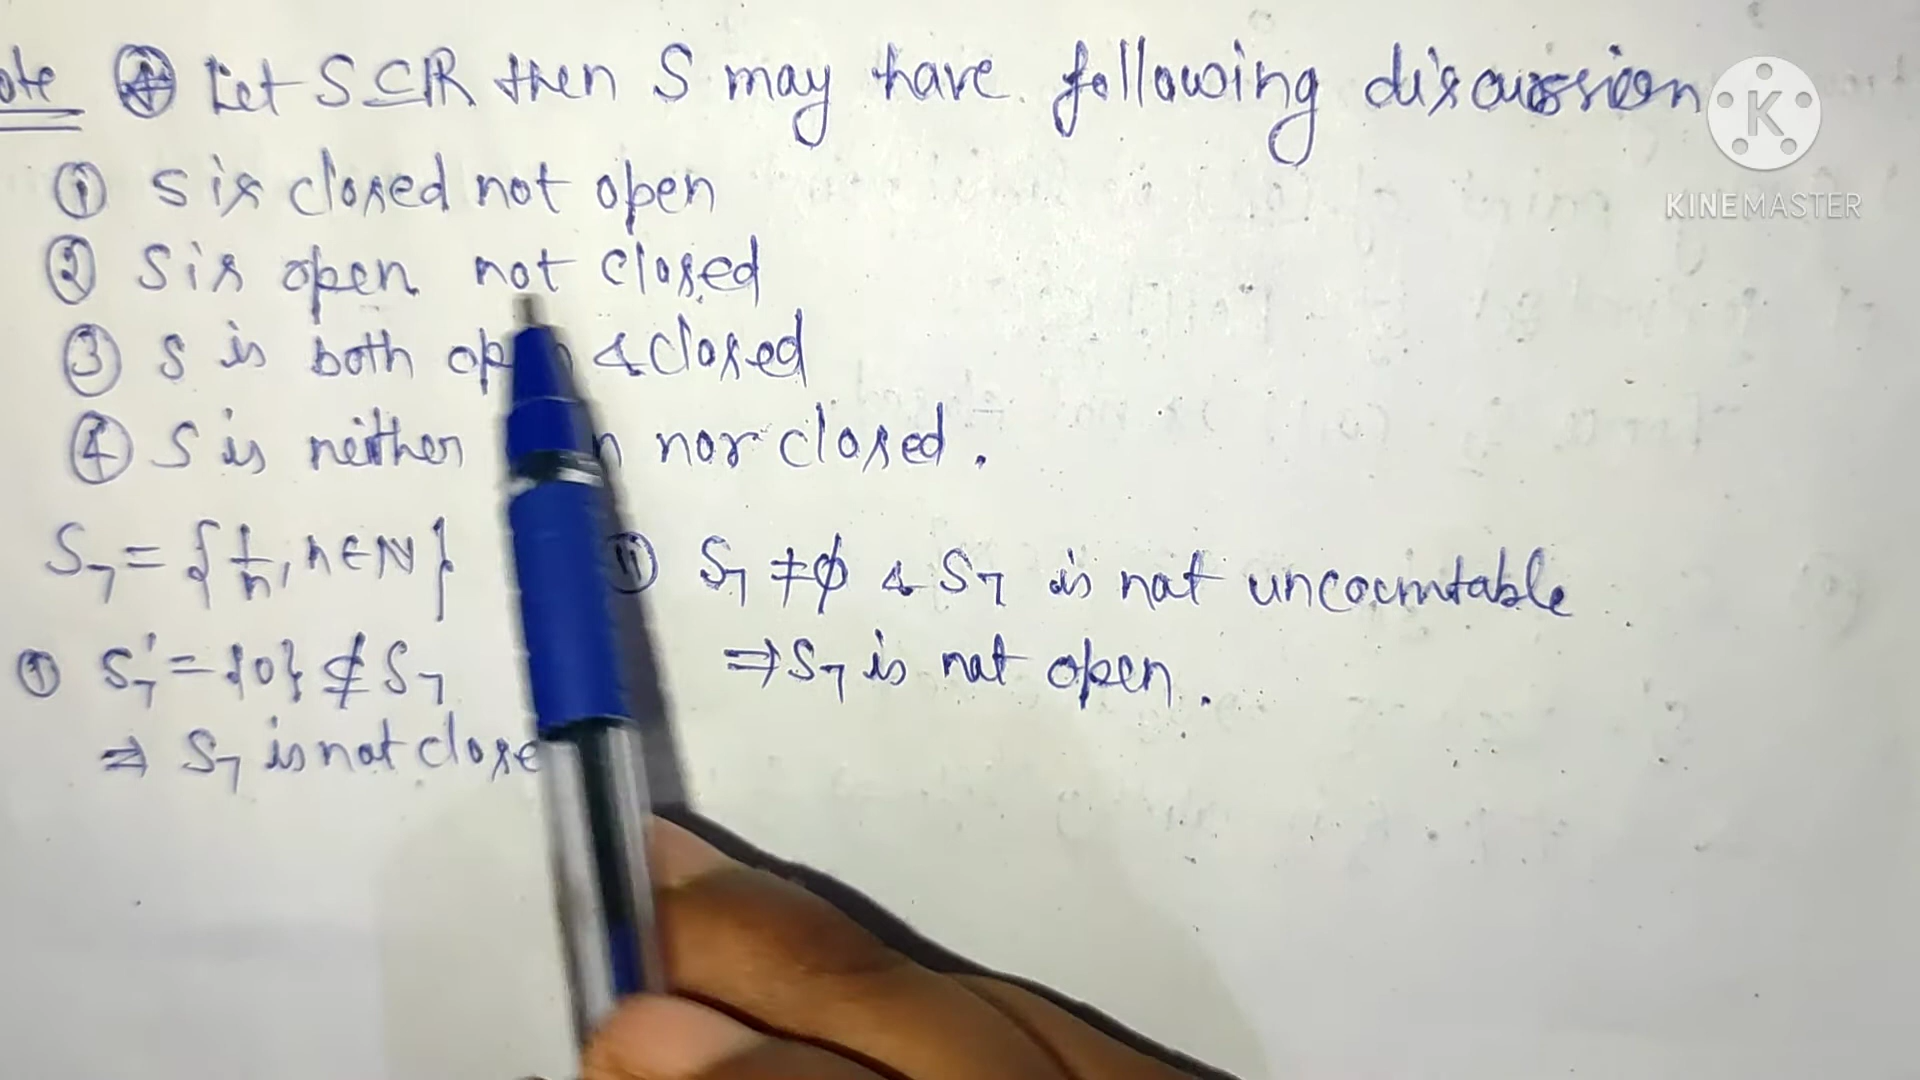 Let S ⊆ ℝ then S may have following discussion
① S is closed not open
② S is open not closed
③ S is both open & closed
④ S is neither nor closed.
S₇ = {1/n, n ∈ ℕ} ⑪ S₇ ≠ ϕ & S₇ is not uncountable
① S₇' = {0} ⊄ S₇ ⇒ S₇ is not open.
⇒ S₇ is not close
K
KINEMASTER